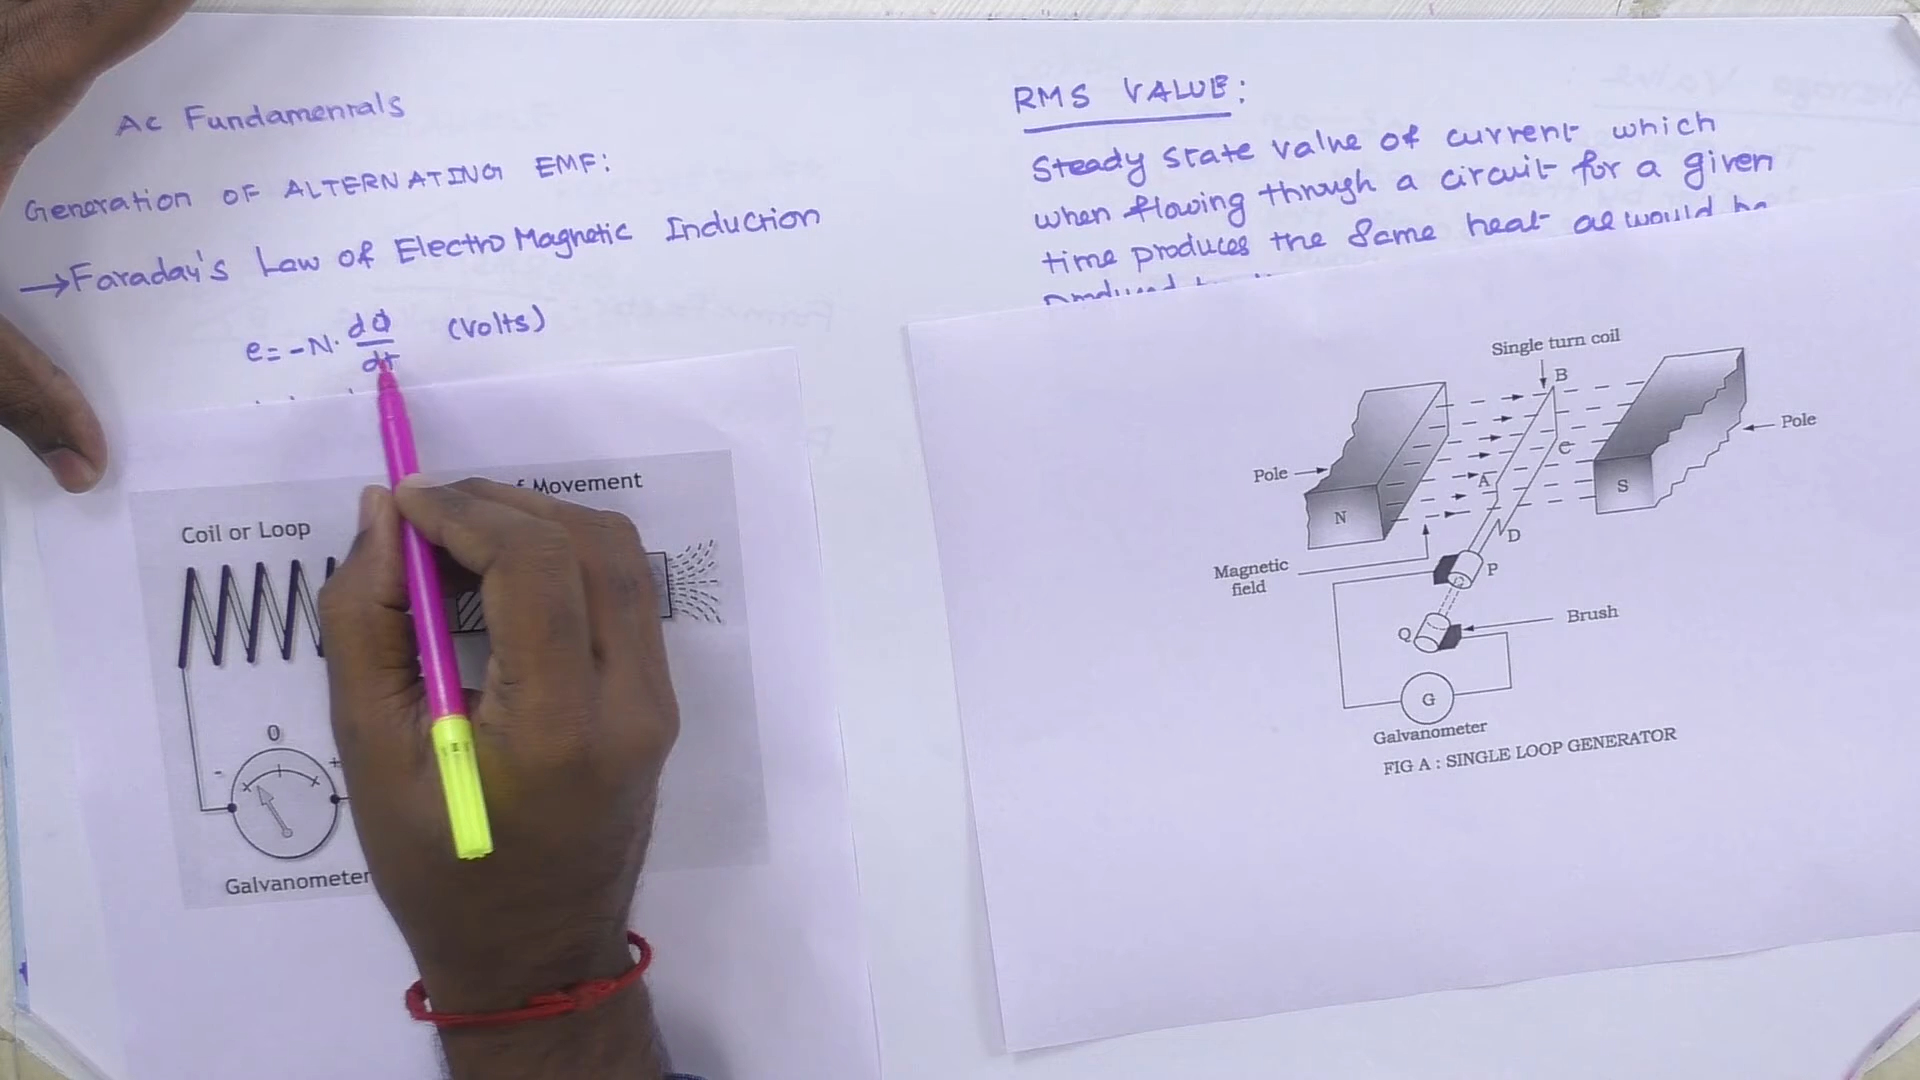 Ac Fundamentals
Generation OF ALTERNATING EMF:
→Faraday's Law of Electro Magnetic Induction
e = -N. dΦ/dt (Volts)
Coil or Loop
Movement
0
- +
Galvanometer
RMS VALUE:
Steady state value of current which
when flowing through a circuit for a given
time produces the same heat as would be
Single turn coil
B
C
Pole
Pole
A
S
N
D
Magnetic
field
P
Brush
Q
G
Galvanometer
FIG A : SINGLE LOOP GENERATOR